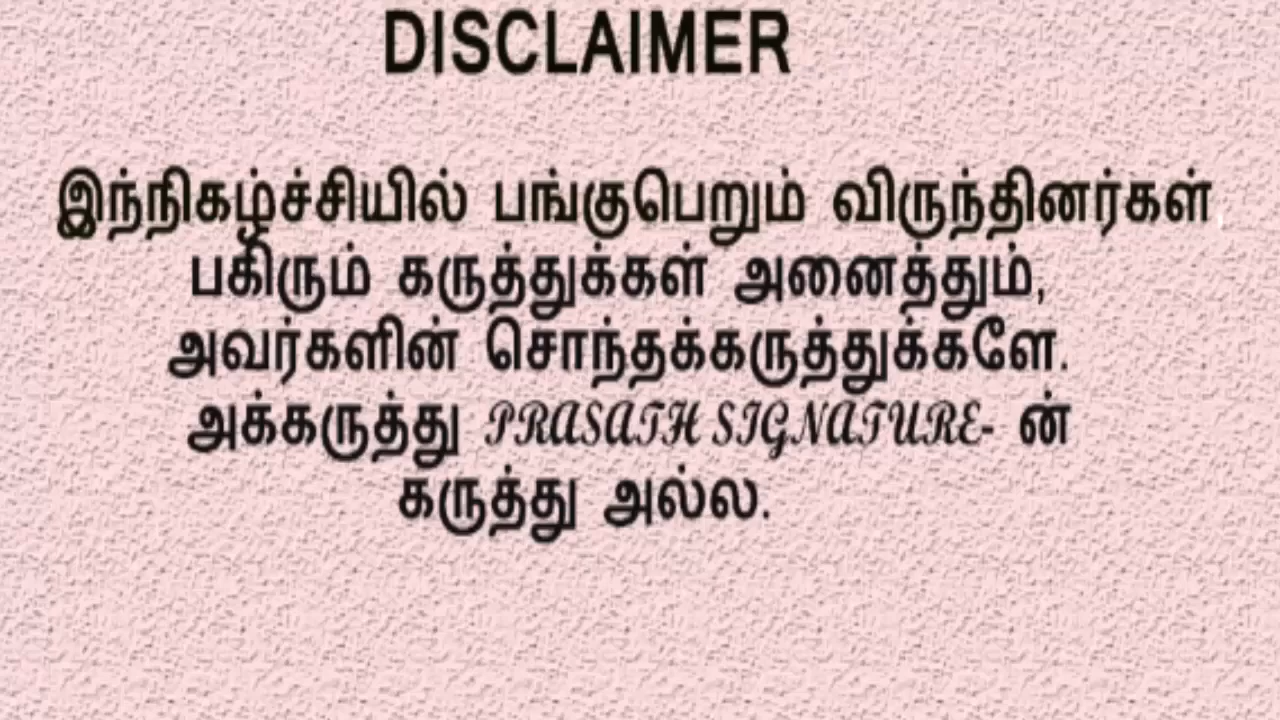 DISCLAIMER
இந்நிகழ்ச்சியில் பங்குபெறும் விருந்தினர்கள்
பகிரும் கருத்துக்கள் அனைத்தும்,
அவர்களின் சொந்தக்கருத்துக்களே.
அக்கருத்து PRASATH SIGNATURE- ன்
கருத்து அல்ல.